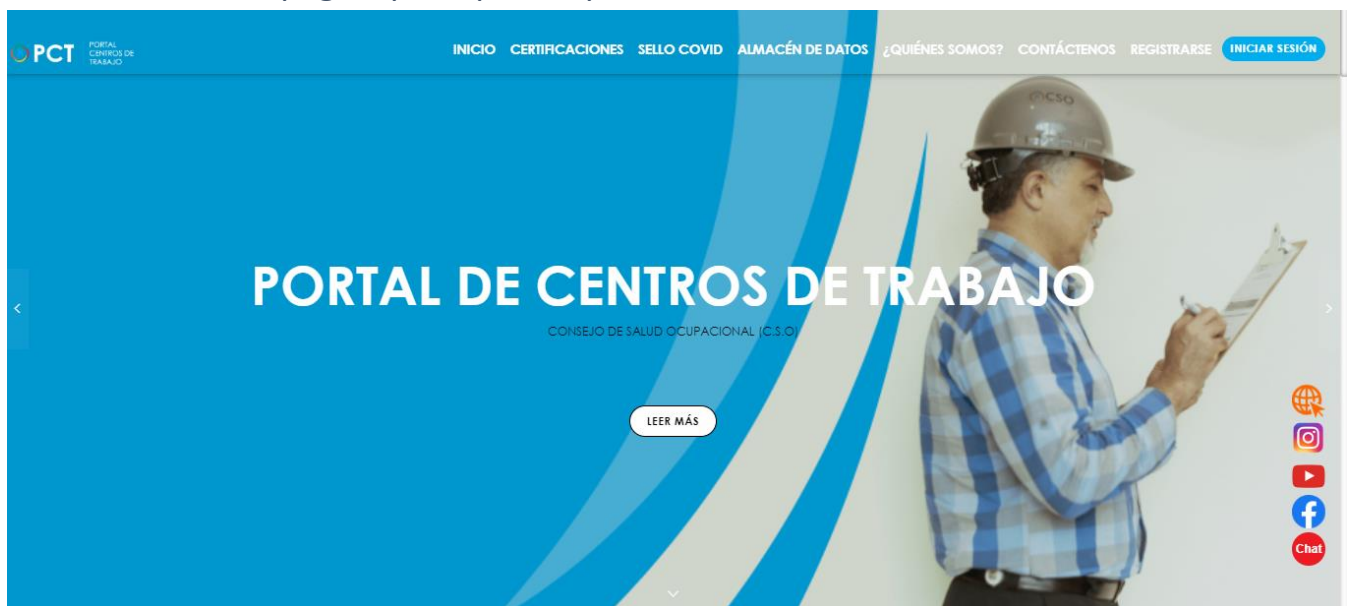 PCT PORTAL
CENTROS DE
TRABAJO
INICIO CERTIFICACIONES SELLO COVID ALMACÉN DE DATOS ¿QUIÉNES SOMOS? CONTÁCTENOS REGISTRARSE INICIAR SESIÓN
CSO
PORTAL DE CENTROS DE TRABAJO
CONSEJO DE SALUD OCUPACIONAL (C.S.O)
LEER MÁS
Chat